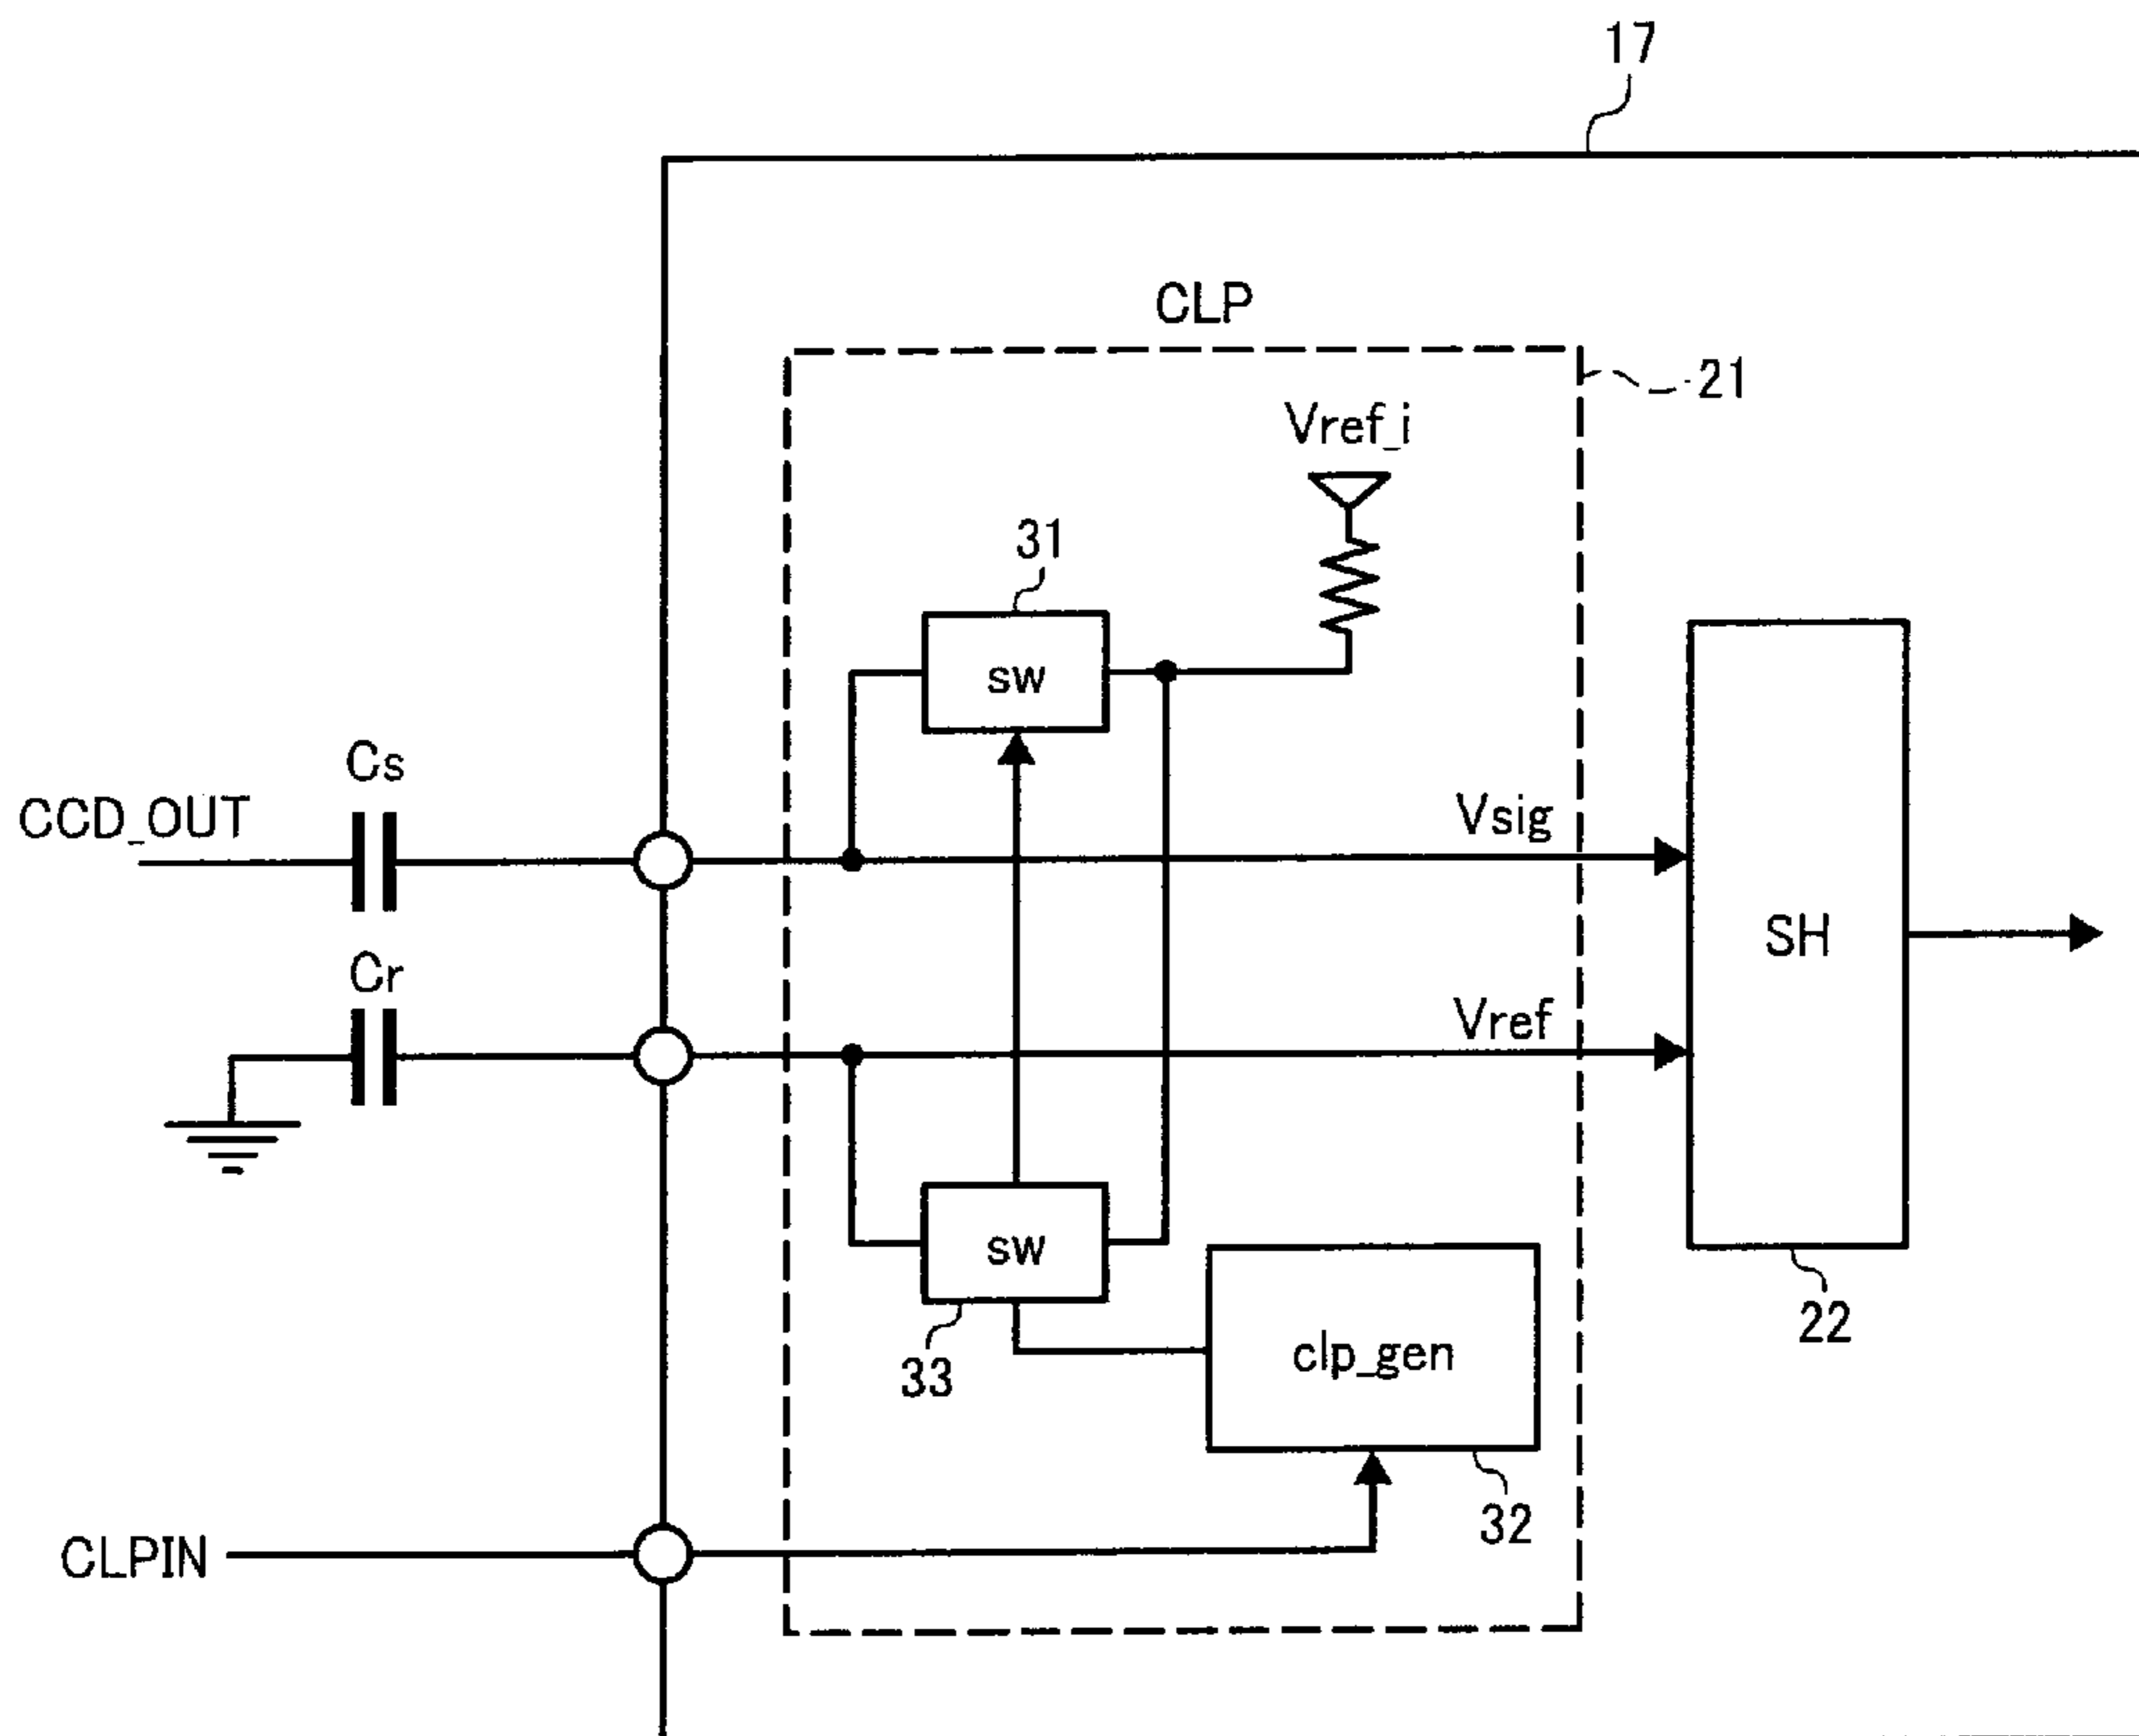 17
CLP
21
Vref_i
31
sw
Cs
CCD_OUT
Vsig
SH
Cr
Vref
sw
33
clp_gen
22
32
CLPIN